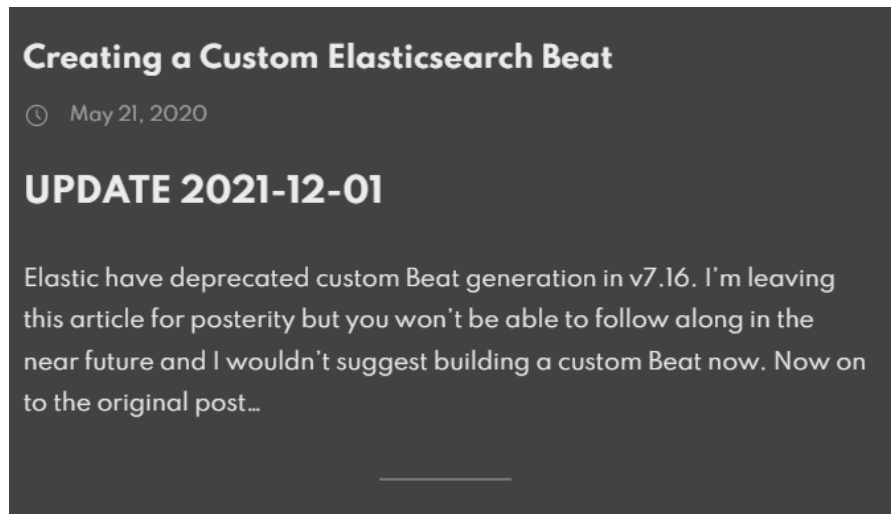 Creating a Custom Elasticsearch Beat
May 21, 2020
UPDATE 2021-12-01
Elastic have deprecated custom Beat generation in v7.16. I’m leaving
this article for posterity but you won’t be able to follow along in the
near future and I wouldn’t suggest building a custom Beat now. Now on
to the original post…